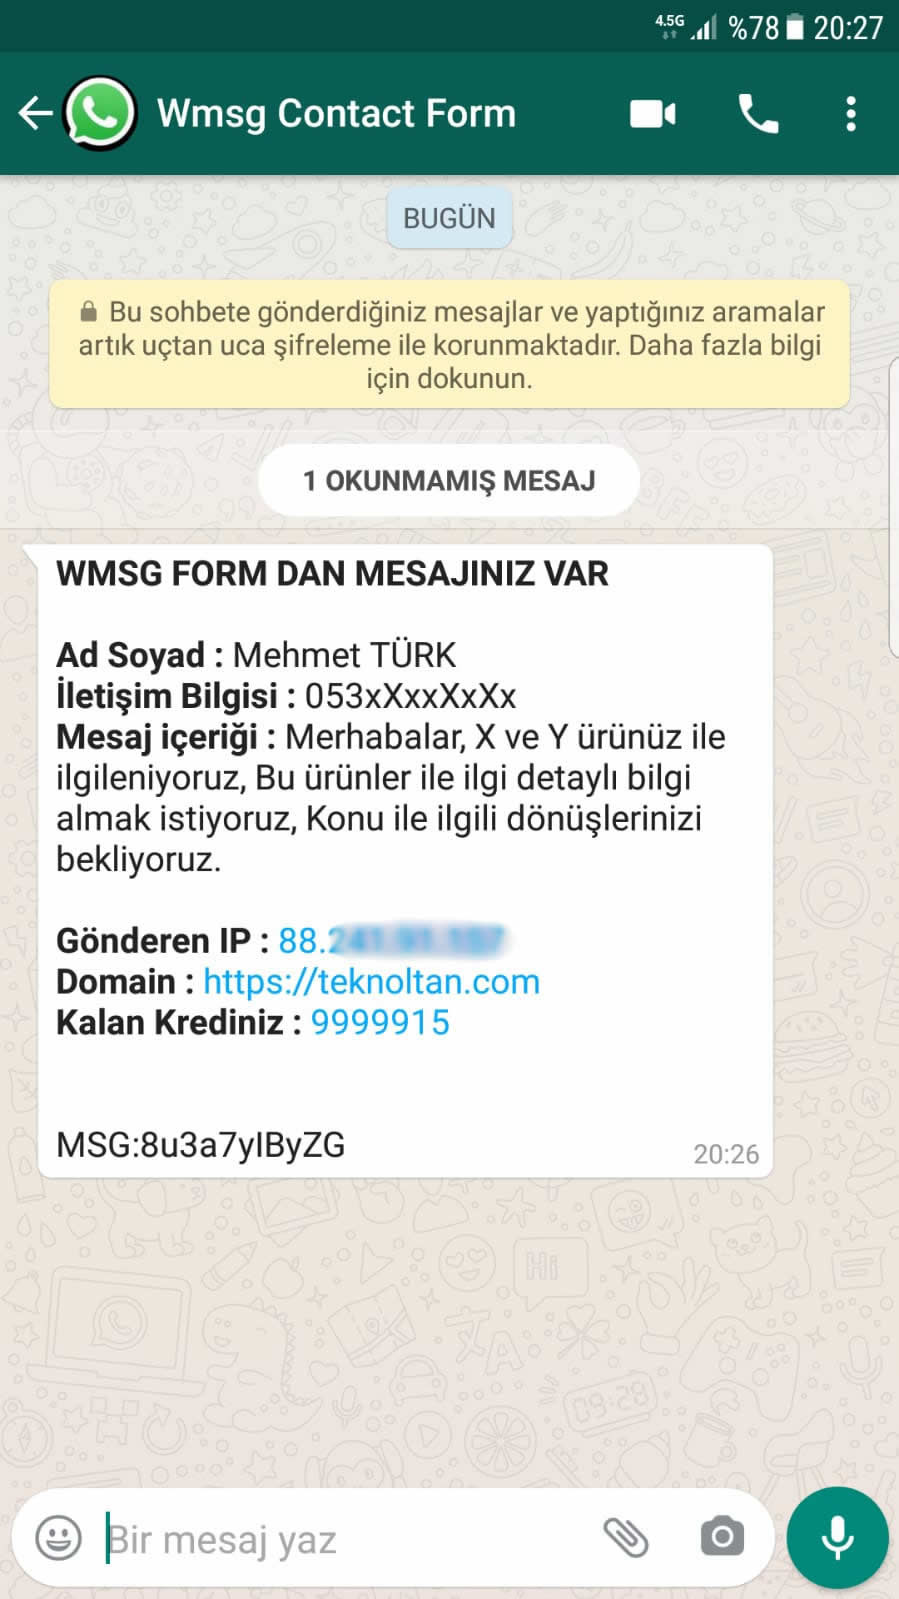 4.5G %78 20:27
Wmsg Contact Form
BUGÜN
Bu sohbete gönderdiğiniz mesajlar ve yaptığınız aramalar
artık uçtan uca şifreleme ile korunmaktadır. Daha fazla bilgi
için dokunun.
1 OKUNMAMIŞ MESAJ
WMSG FORM DAN MESAJINIZ VAR
Ad Soyad : Mehmet TÜRK
İletişim Bilgisi : 053xXxxXxXx
Mesaj içeriği : Merhabalar, X ve Y ürünüz ile
ilgileniyoruz, Bu ürünler ile ilgi detaylı bilgi
almak istiyoruz, Konu ile ilgili dönüşlerinizi
bekliyoruz.
Gönderen IP : 88.
Domain : https://teknoltan.com
Kalan Krediniz : 9999915
MSG:8u3a7yIByZG
20:26
Bir mesaj yaz